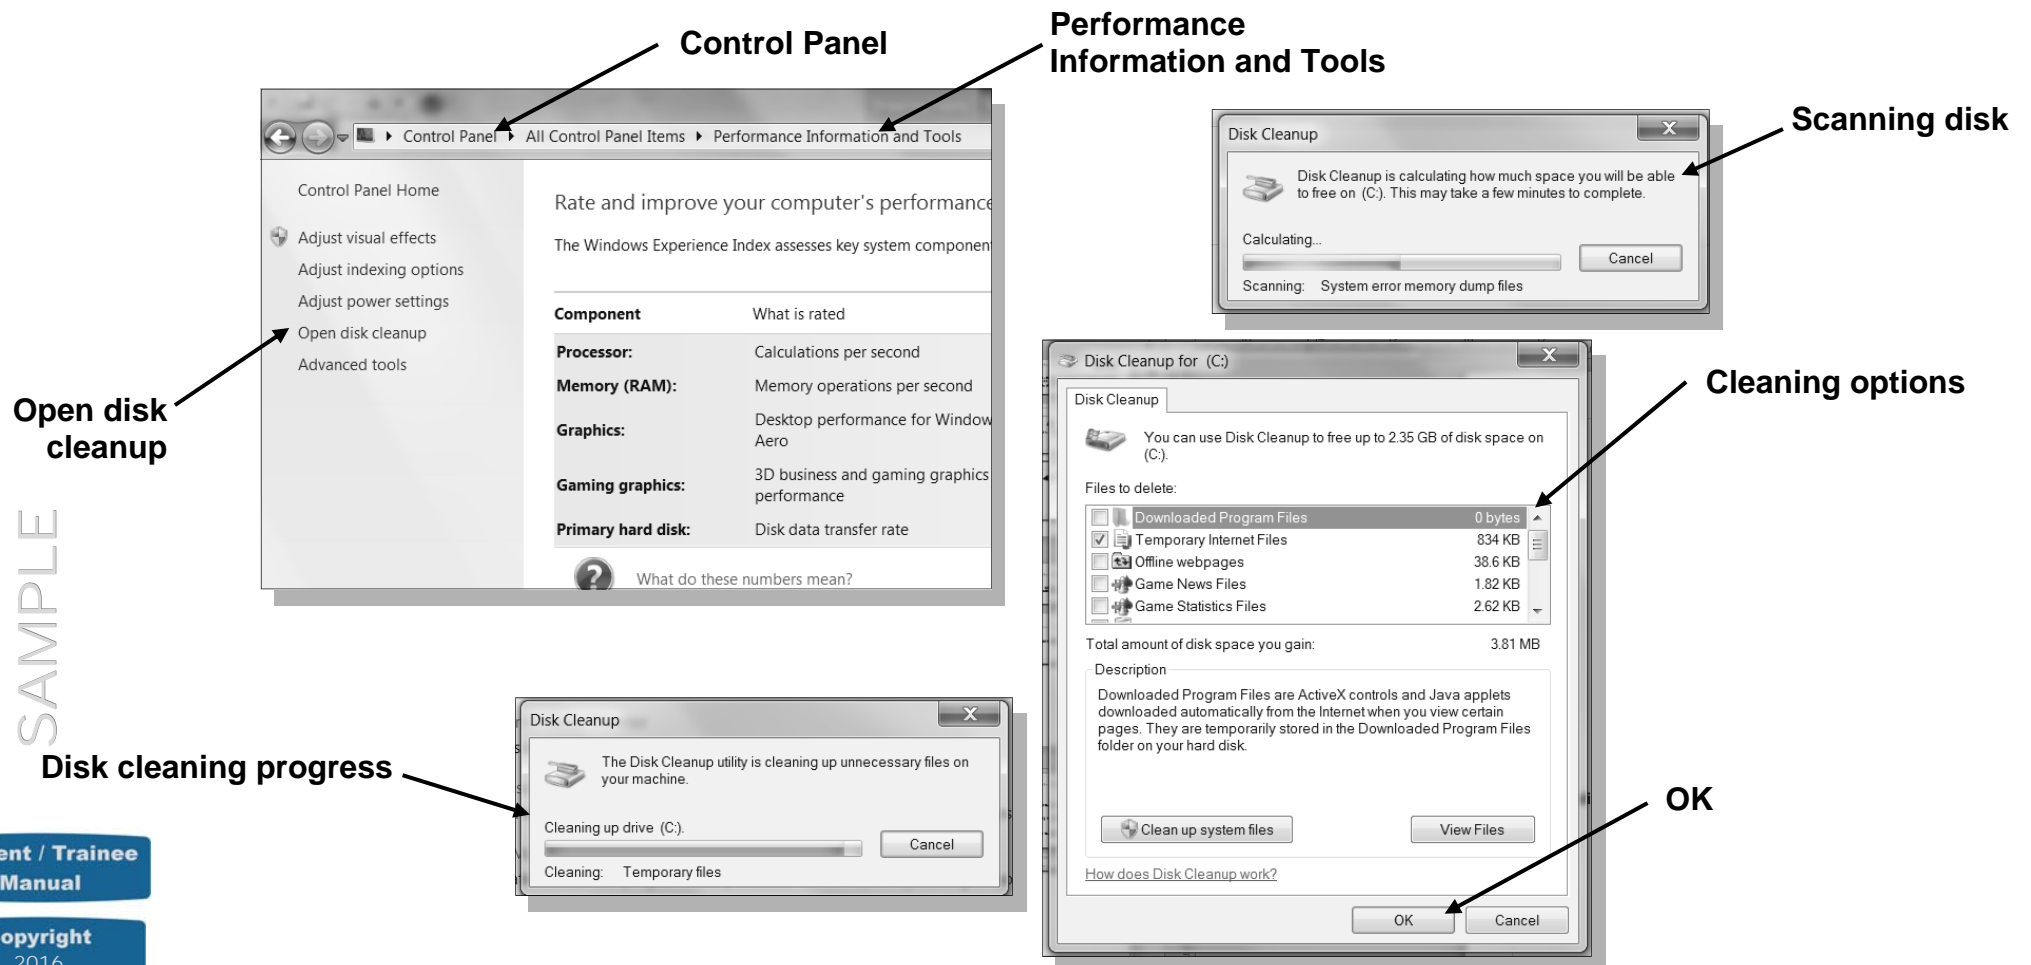 Control Panel
Performance
Information and Tools
Control Panel
All Control Panel Items
Performance Information and Tools
Control Panel Home
Adjust visual effects
Adjust indexing options
Adjust power settings
Open disk cleanup
Advanced tools
Rate and improve your computer's performance
The Windows Experience Index assesses key system componen
Component What is rated
Processor: Calculations per second
Memory (RAM): Memory operations per second
Graphics: Desktop performance for Window
Aero
Gaming graphics: 3D business and gaming graphics
performance
Primary hard disk: Disk data transfer rate
What do these numbers mean?
Open disk
cleanup
Scanning disk
Disk Cleanup
Disk Cleanup is calculating how much space you will be able
to free on (C:). This may take a few minutes to complete.
Calculating...
Cancel
Scanning: System error memory dump files
Cleaning options
Disk Cleanup for (C:)
Disk Cleanup
You can use Disk Cleanup to free up to 2.35 GB of disk space on
(C:).
Files to delete:
Downloaded Program Files 0 bytes
Temporary Internet Files 834 KB
Offline webpages 38.6 KB
Game News Files 1.82 KB
Game Statistics Files 2.62 KB
Total amount of disk space you gain: 3.81 MB
Description
Downloaded Program Files are ActiveX controls and Java applets
downloaded automatically from the Internet when you view certain
pages. They are temporarily stored in the Downloaded Program Files
folder on your hard disk.
Clean up system files
View Files
How does Disk Cleanup work?
OK
Cancel
OK
Disk cleaning progress
Disk Cleanup
The Disk Cleanup utility is cleaning up unnecessary files on
your machine.
Cleaning up drive (C:).
Cancel
Cleaning: Temporary files
SAMPLE
ent / Trainee
Manual
opyright
2016